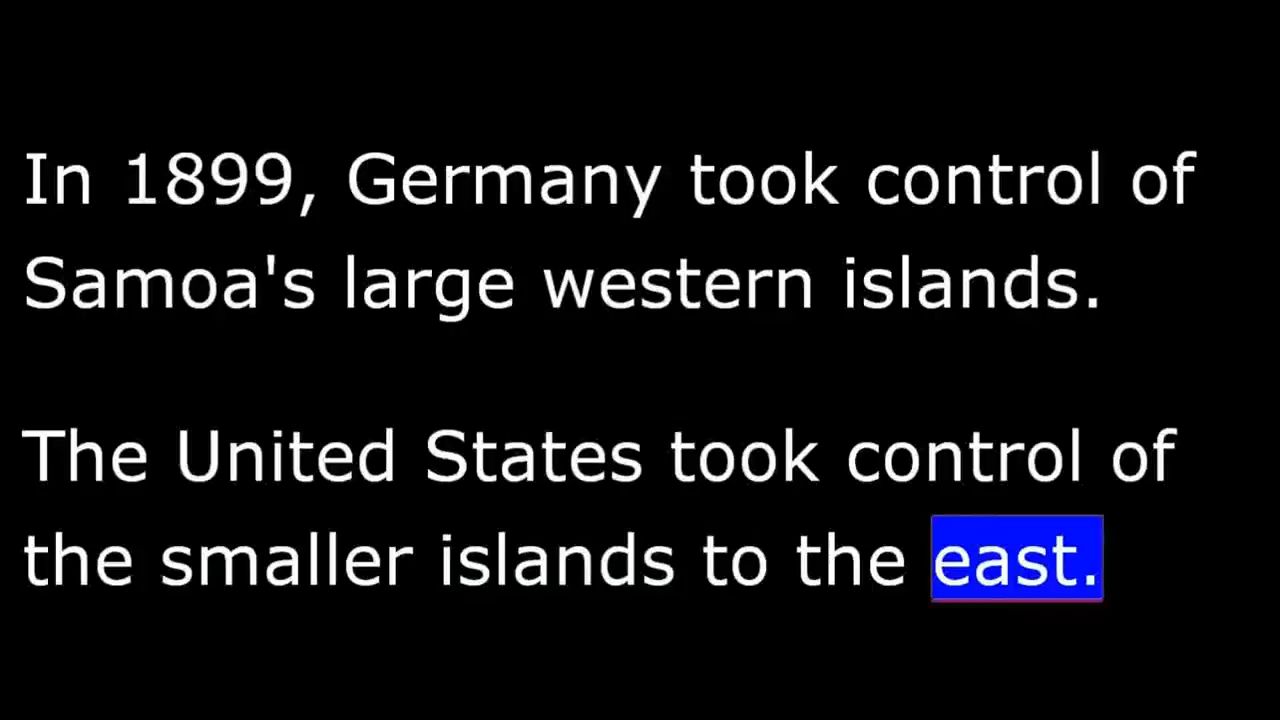 In 1899, Germany took control of
Samoa's large western islands.
The United States took control of
the smaller islands to the east.